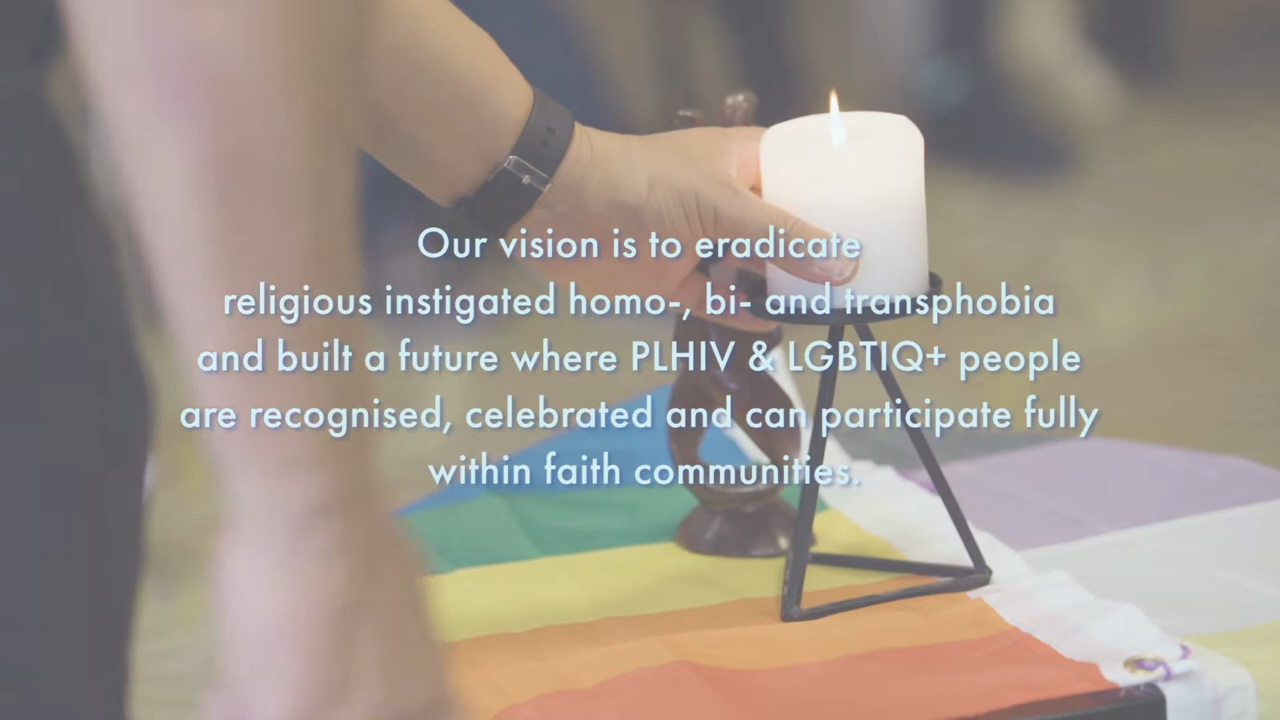 Our vision is to eradicate
religious instigated homo-, bi- and transphobia
and built a future where PLHIV & LGBTIQ+ people
are recognised, celebrated and can participate fully
within faith communities.